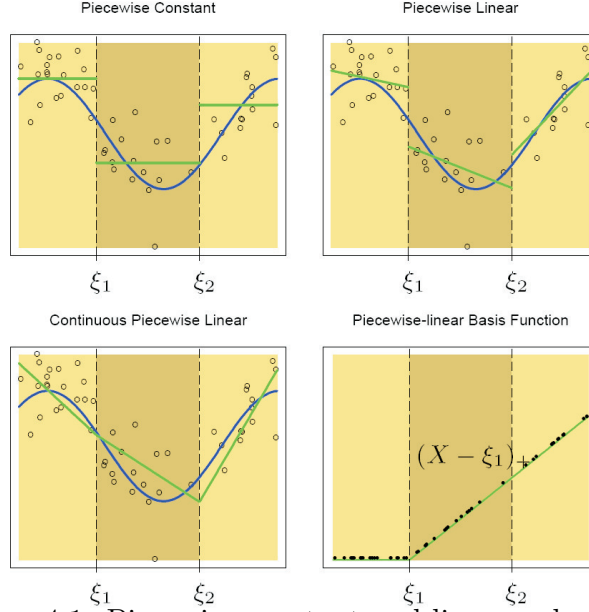 Piecewise Constant
Piecewise Linear
ξ₁ ξ₂
ξ₁ ξ₂
Continuous Piecewise Linear
Piecewise-linear Basis Function
(X − ξ₁)₊
ξ₁ ξ₂
ξ₁ ξ₂